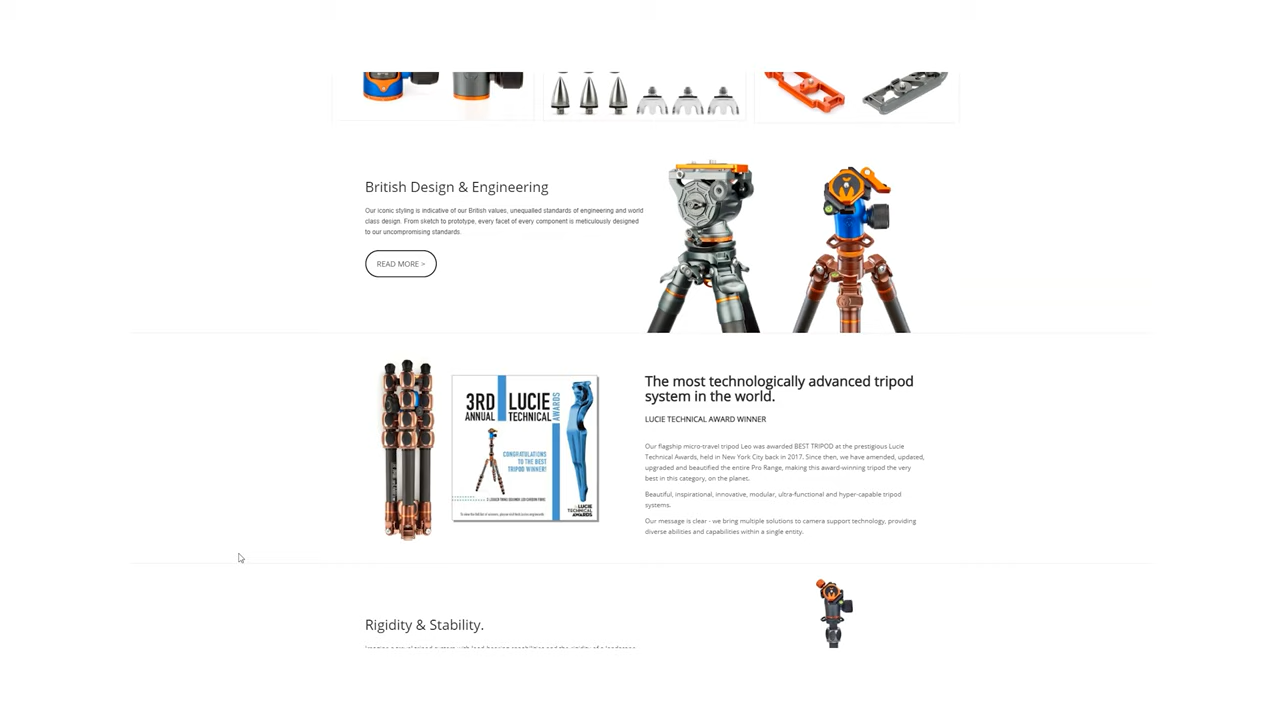 British Design & Engineering
Our iconic styling is indicative of our British values, unequalled standards of engineering and world
class design. From sketch to prototype, every facet of every component is meticulously designed
to our uncompromising standards.
READ MORE >
3RD LUCIE
ANNUAL TECHNICAL
AWARDS
CONGRATULATIONS
TO THE BEST
TRIPOD WINNER!
LUCIE
TECHNICAL
AWARDS
The most technologically advanced tripod
system in the world.
LUCIE TECHNICAL AWARD WINNER
Our flagship micro-travel tripod Leo was awarded BEST TRIPOD at the prestigious Lucie
Technical Awards, held in New York City back in 2017. Since then, we have amended, updated,
upgraded and beautified the entire Pro Range, making this award-winning tripod the very
best in this category, on the planet.
Beautiful, inspirational, innovative, modular, ultra-functional and hyper-capable tripod
systems.
Our message is clear - we bring multiple solutions to camera support technology, providing
diverse abilities and capabilities within a single entity.
Rigidity & Stability.